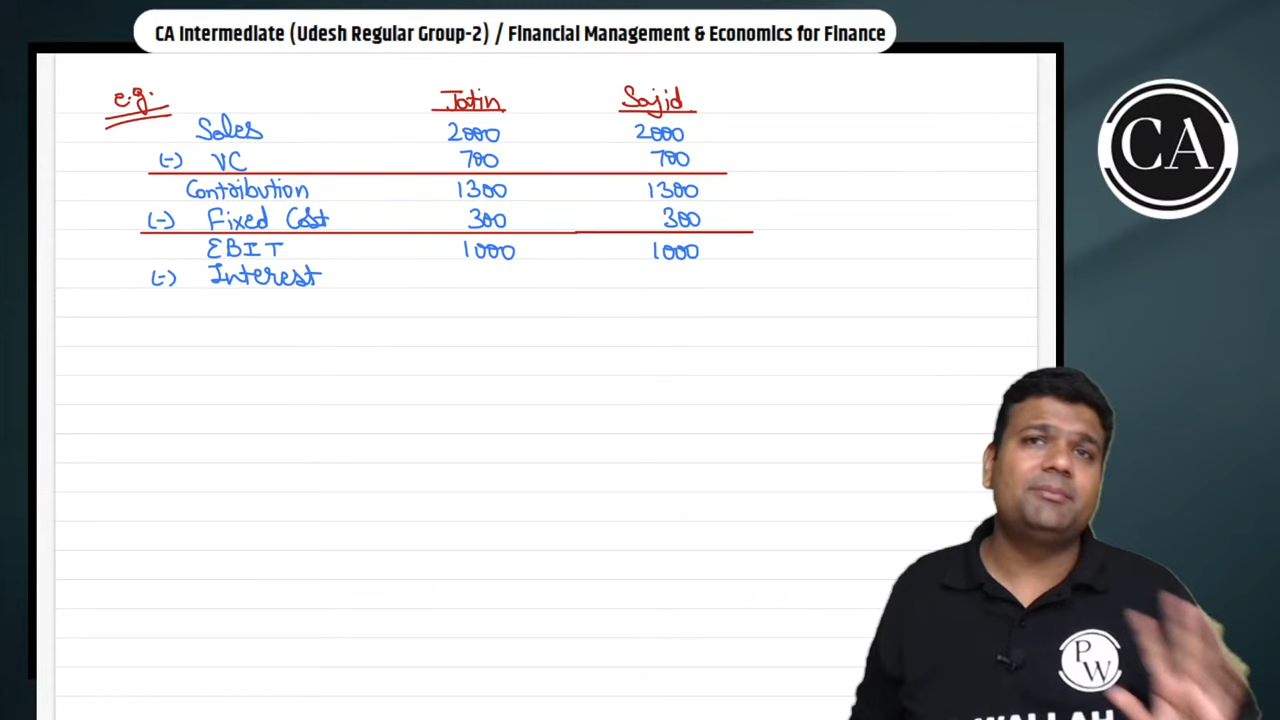 CA Intermediate (Udesh Regular Group-2) / Financial Management & Economics for Finance
CA
e.g. Jatin Sajid
Sales 2000 2000
(-) VC 700 700
Contribution 1300 1300
(-) Fixed Cost 300 300
EBIT 1000 1000
(-) Interest
PW
WALLAH